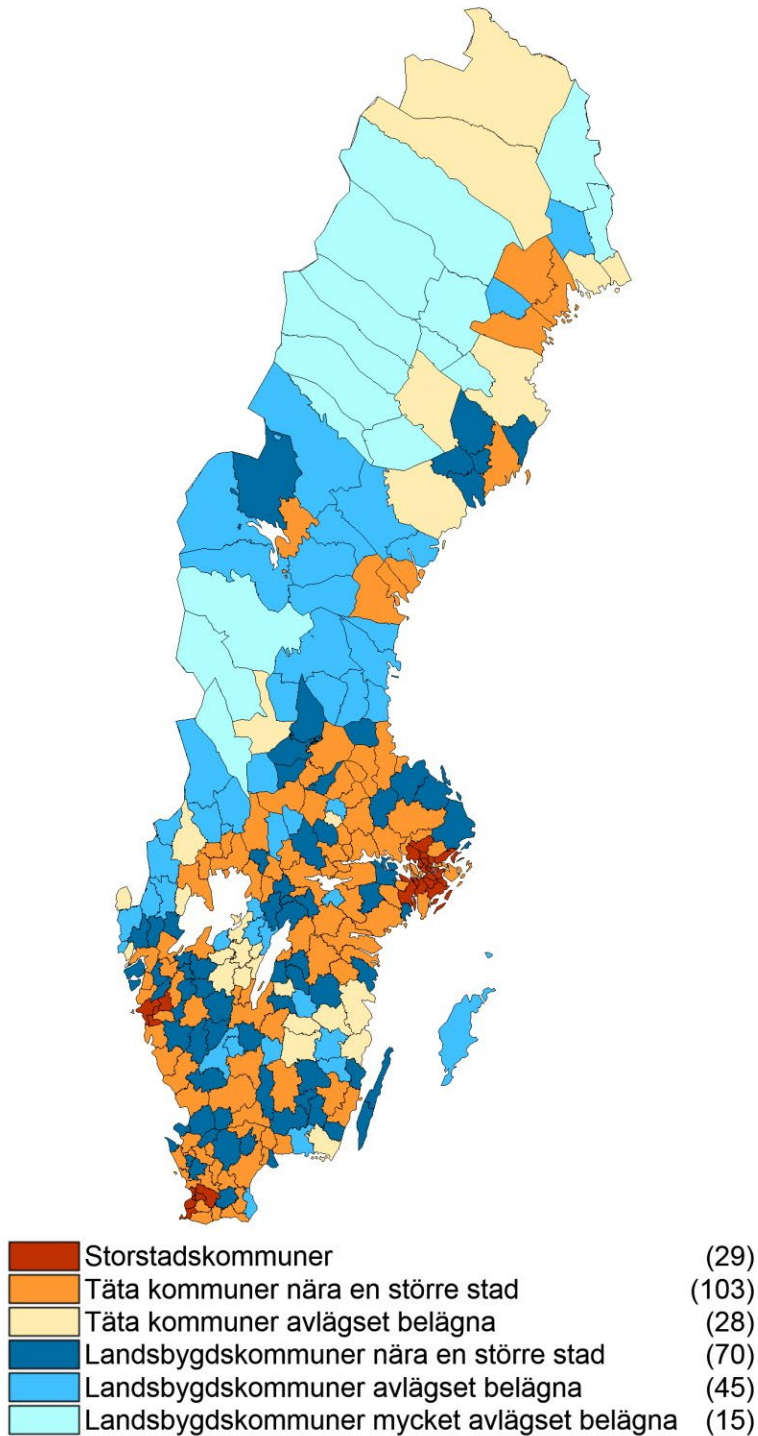 Storstadskommuner (29)
Täta kommuner nära en större stad (103)
Täta kommuner avlägset belägna (28)
Landsbygdskommuner nära en större stad (70)
Landsbygdskommuner avlägset belägna (45)
Landsbygdskommuner mycket avlägset belägna (15)